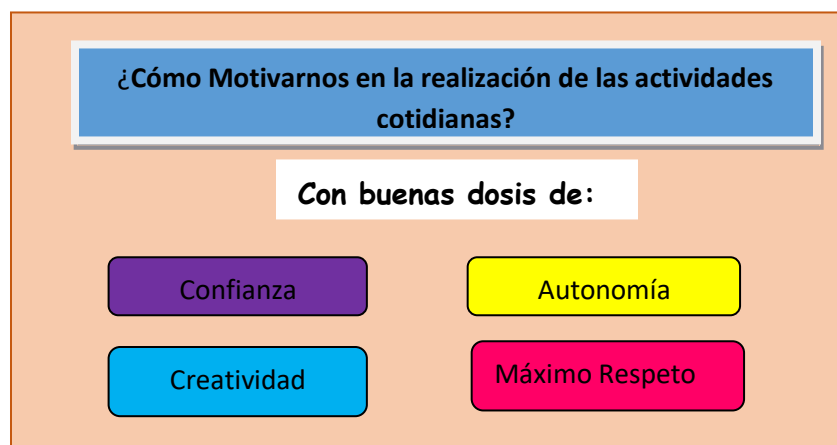 ¿Cómo Motivarnos en la realización de las actividades
cotidianas?
Con buenas dosis de:
Confianza
Autonomía
Creatividad
Máximo Respeto